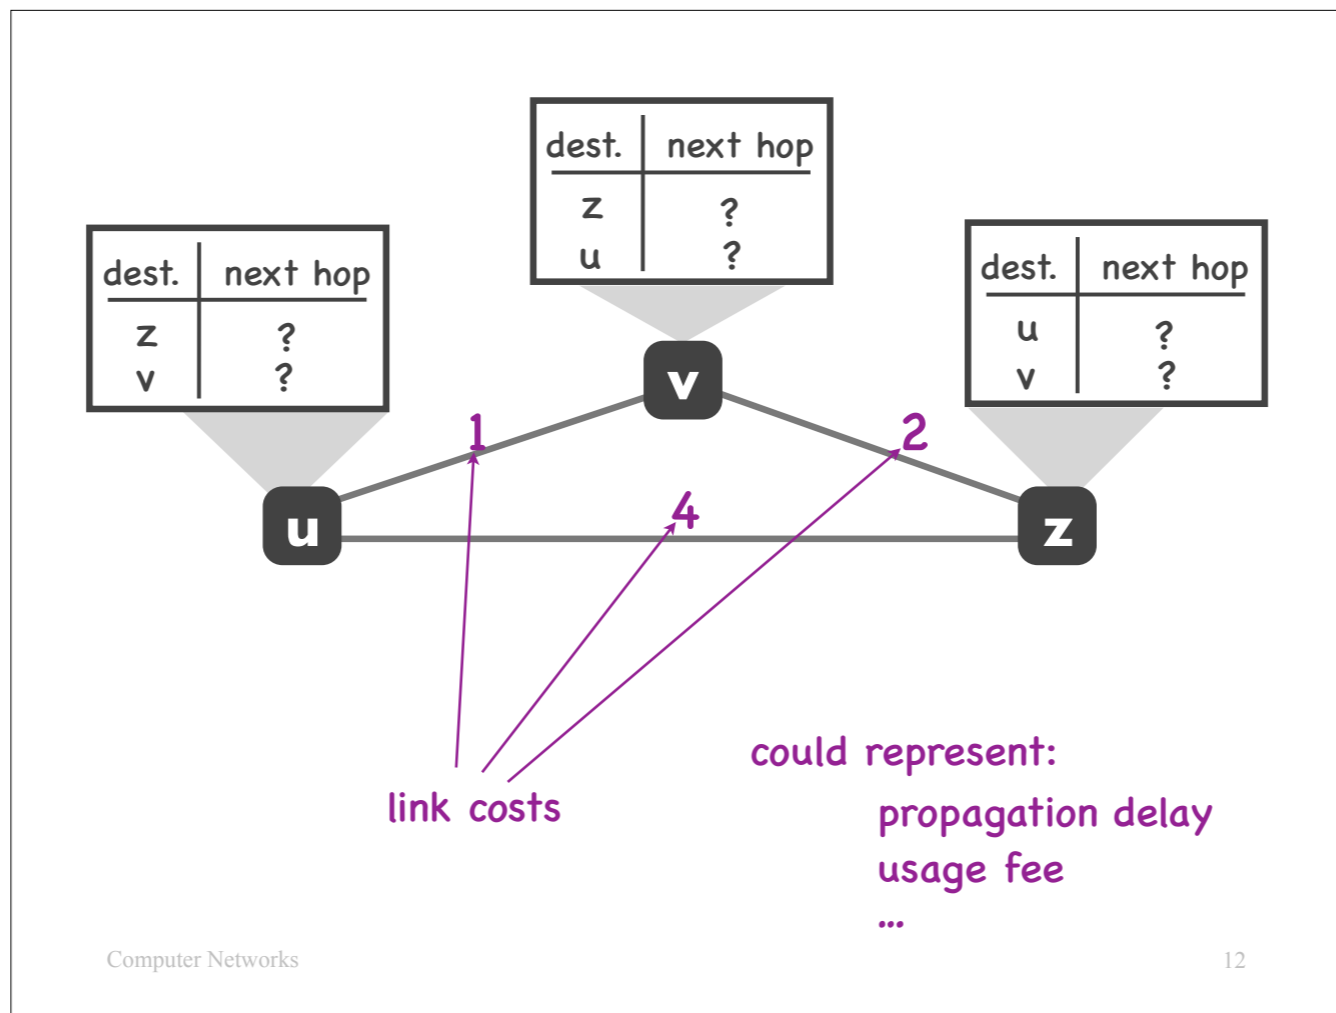 dest. next hop
z ?
u ?
dest. next hop
z ?
v ?
dest. next hop
u ?
v ?
v
1
2
4
u
z
link costs
could represent:
propagation delay
usage fee
...
Computer Networks
12